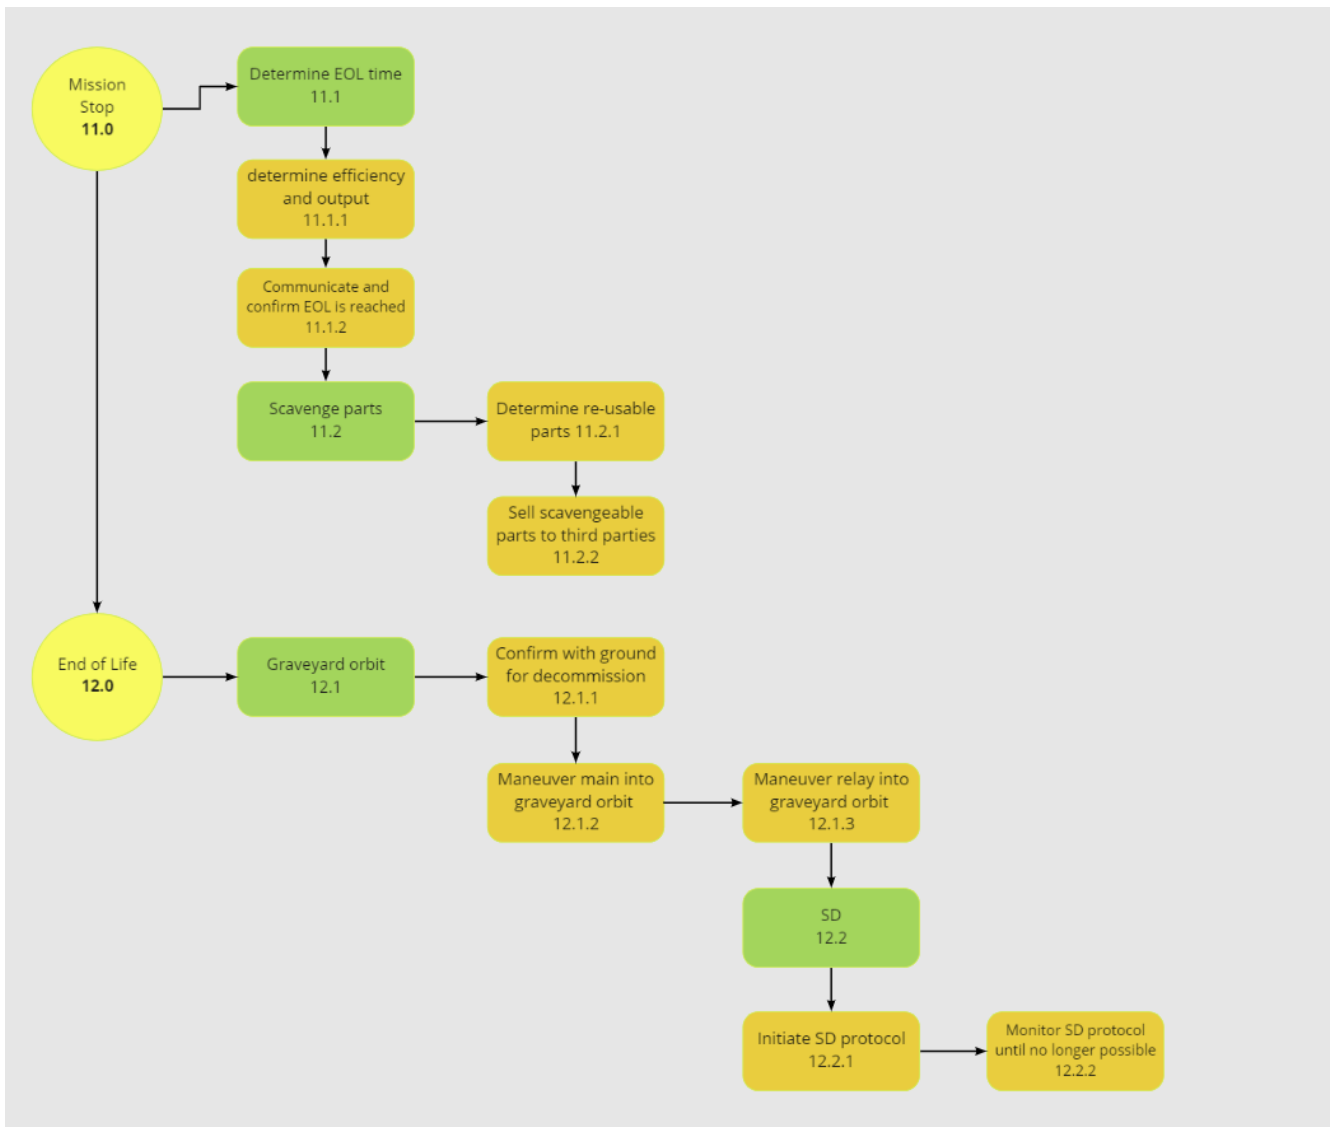 Mission
Stop
11.0
Determine EOL time
11.1
determine efficiency
and output
11.1.1
Communicate and
confirm EOL is reached
11.1.2
Scavenge parts
11.2
Determine re-usable
parts 11.2.1
Sell scavengeable
parts to third parties
11.2.2
End of Life
12.0
Graveyard orbit
12.1
Confirm with ground
for decommission
12.1.1
Maneuver main into
graveyard orbit
12.1.2
Maneuver relay into
graveyard orbit
12.1.3
SD
12.2
Initiate SD protocol
12.2.1
Monitor SD protocol
until no longer possible
12.2.2